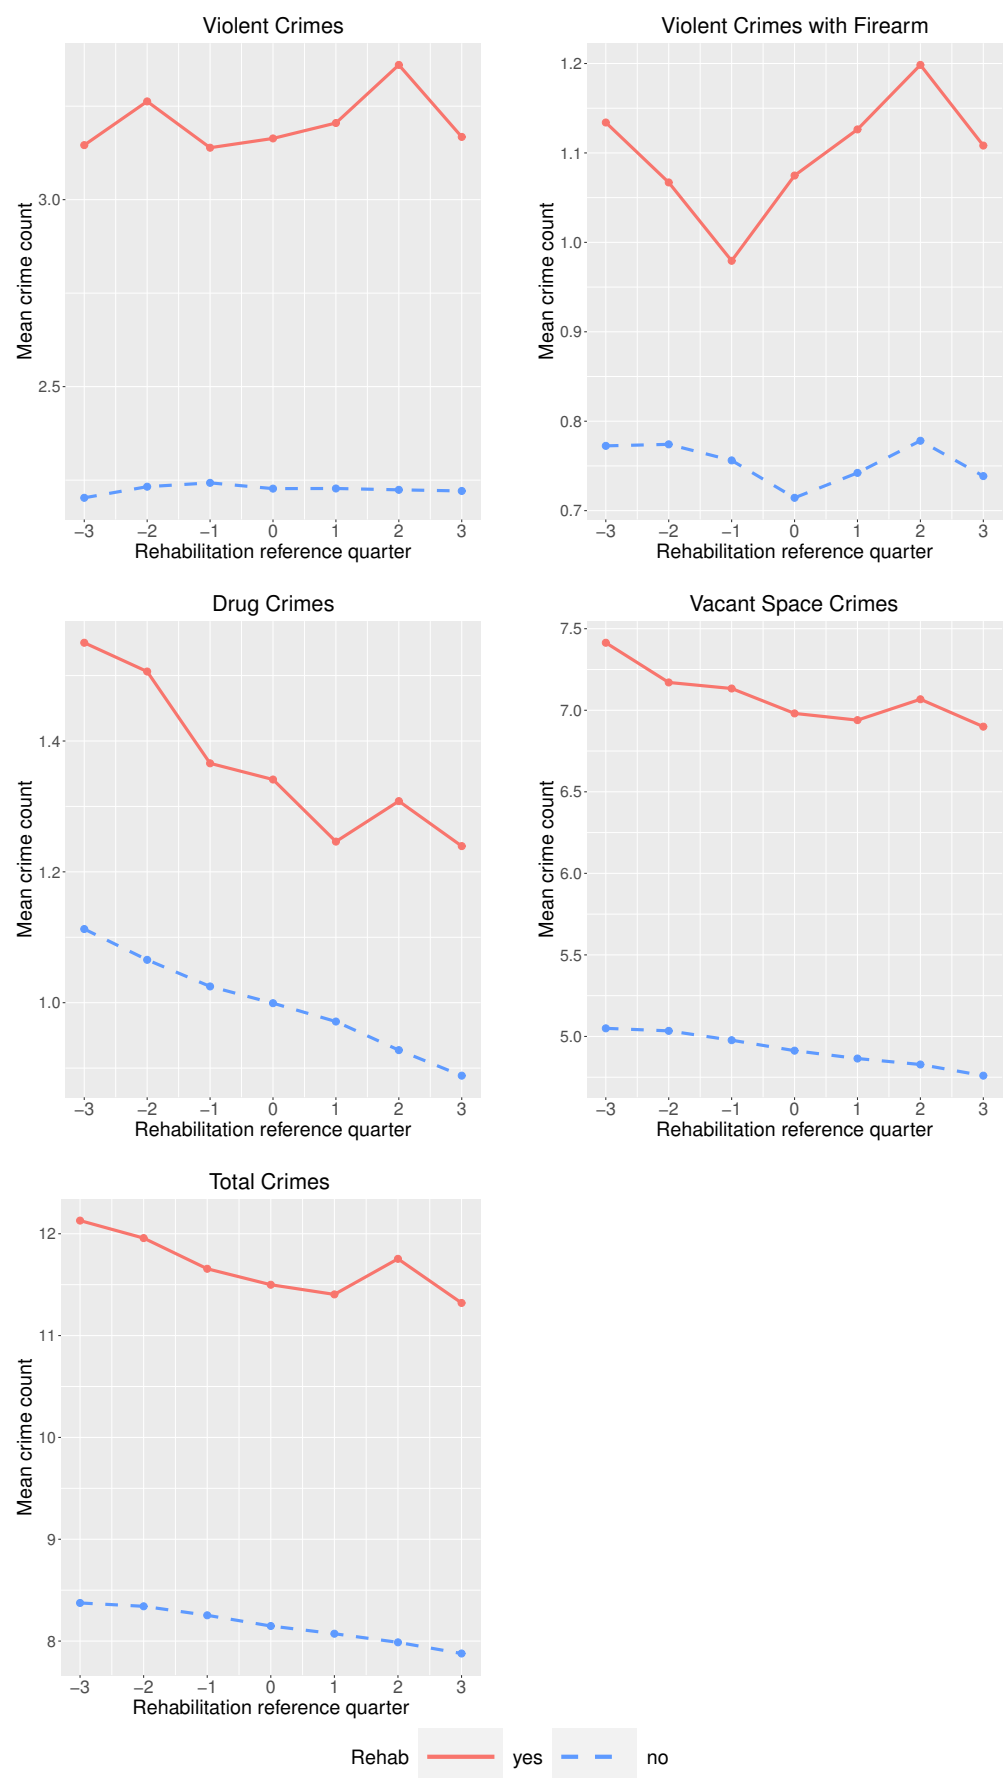 Violent Crimes
Mean crime count
3.0
2.5
−3 −2 −1 0 1 2 3
Rehabilitation reference quarter
Violent Crimes with Firearm
Mean crime count
1.2
1.1
1.0
0.9
0.8
0.7
−3 −2 −1 0 1 2 3
Rehabilitation reference quarter
Drug Crimes
Mean crime count
1.4
1.2
1.0
−3 −2 −1 0 1 2 3
Rehabilitation reference quarter
Vacant Space Crimes
Mean crime count
7.5
7.0
6.5
6.0
5.5
5.0
−3 −2 −1 0 1 2 3
Rehabilitation reference quarter
Total Crimes
Mean crime count
12
11
10
9
8
−3 −2 −1 0 1 2 3
Rehabilitation reference quarter
Rehab yes no